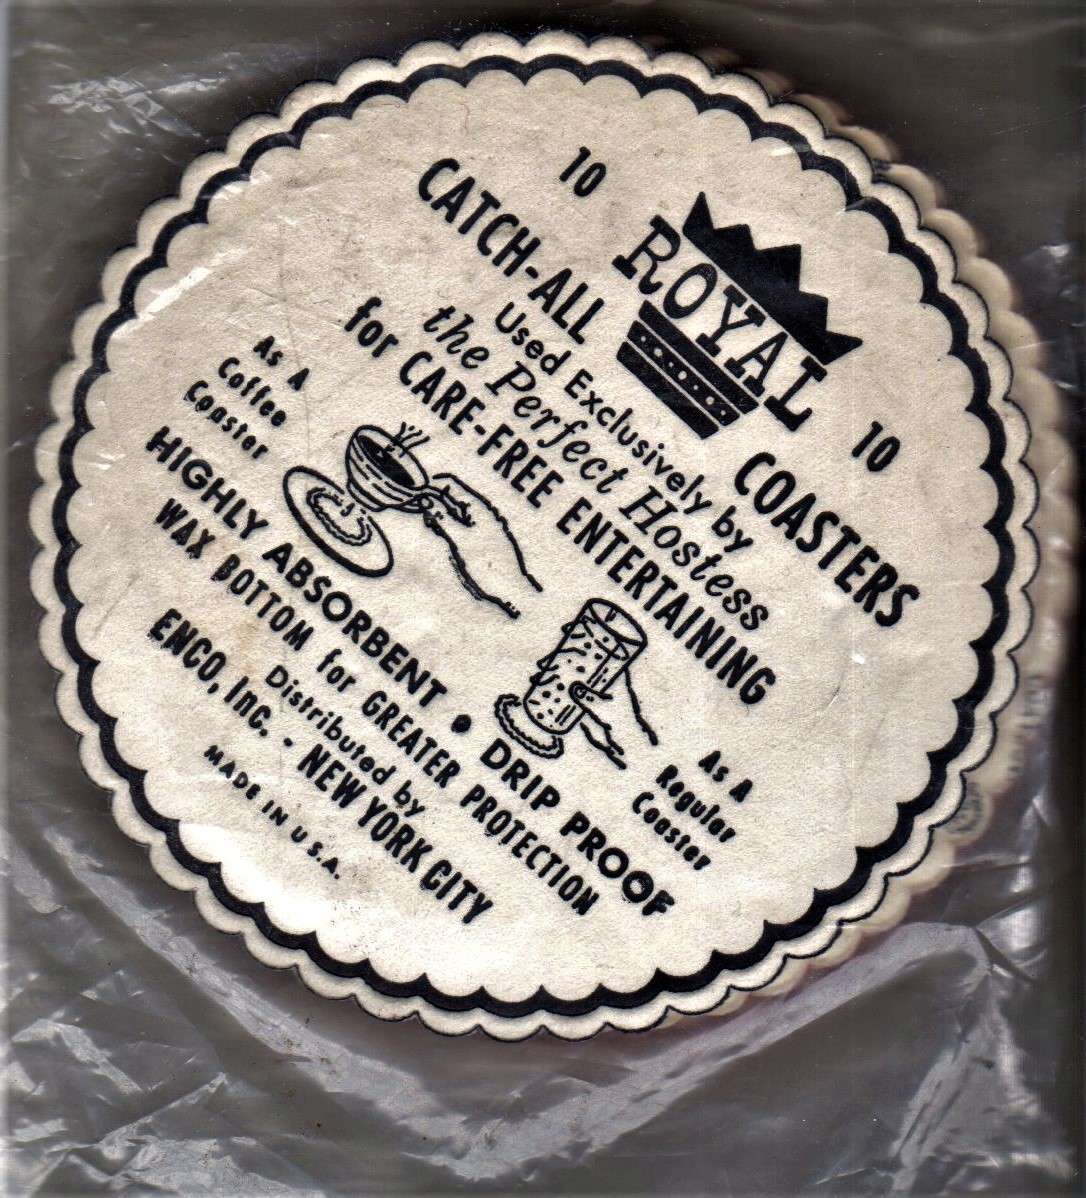 10 ROYAL 10
CATCH-ALL COASTERS
Used Exclusively by
the Perfect Hostess
for CARE-FREE ENTERTAINING
As A
Coffee
Coaster
As A
Regular
Coaster
HIGHLY ABSORBENT • DRIP PROOF
WAX BOTTOM for GREATER PROTECTION
Distributed by
ENCO, Inc. - NEW YORK CITY
MADE IN U.S.A.